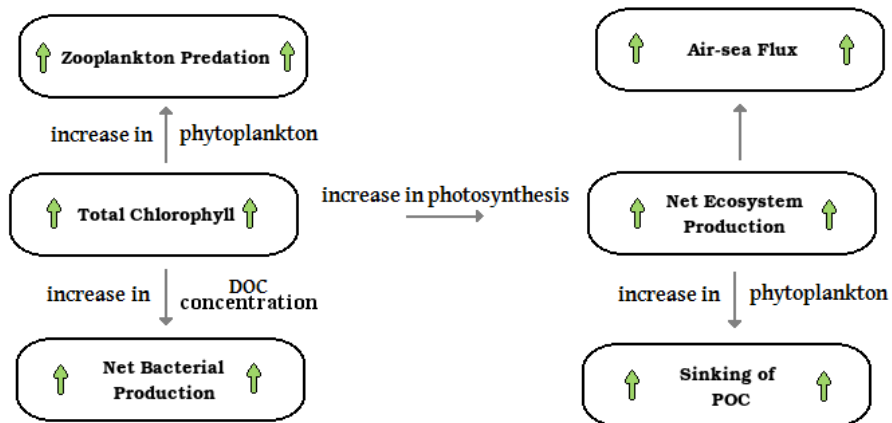 Zooplankton Predation
Air-sea Flux
increase in phytoplankton
Total Chlorophyll
increase in photosynthesis
Net Ecosystem
Production
increase in DOC
concentration
increase in phytoplankton
Net Bacterial
Production
Sinking of
POC